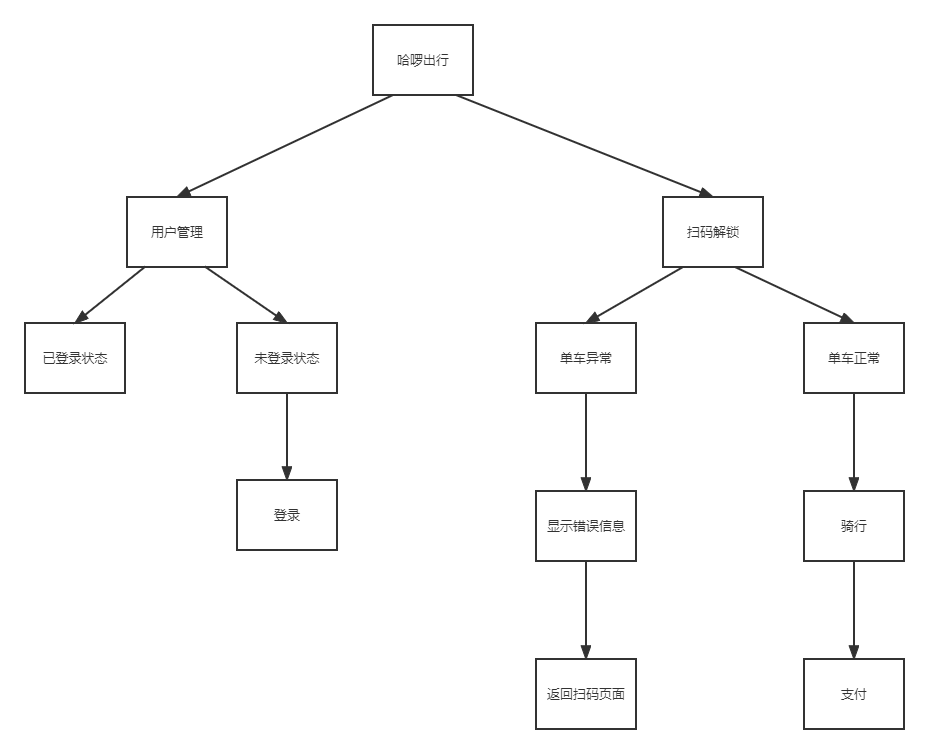 哈啰出行
用户管理
扫码解锁
已登录状态
未登录状态
单车异常
单车正常
登录
显示错误信息
骑行
返回扫码页面
支付